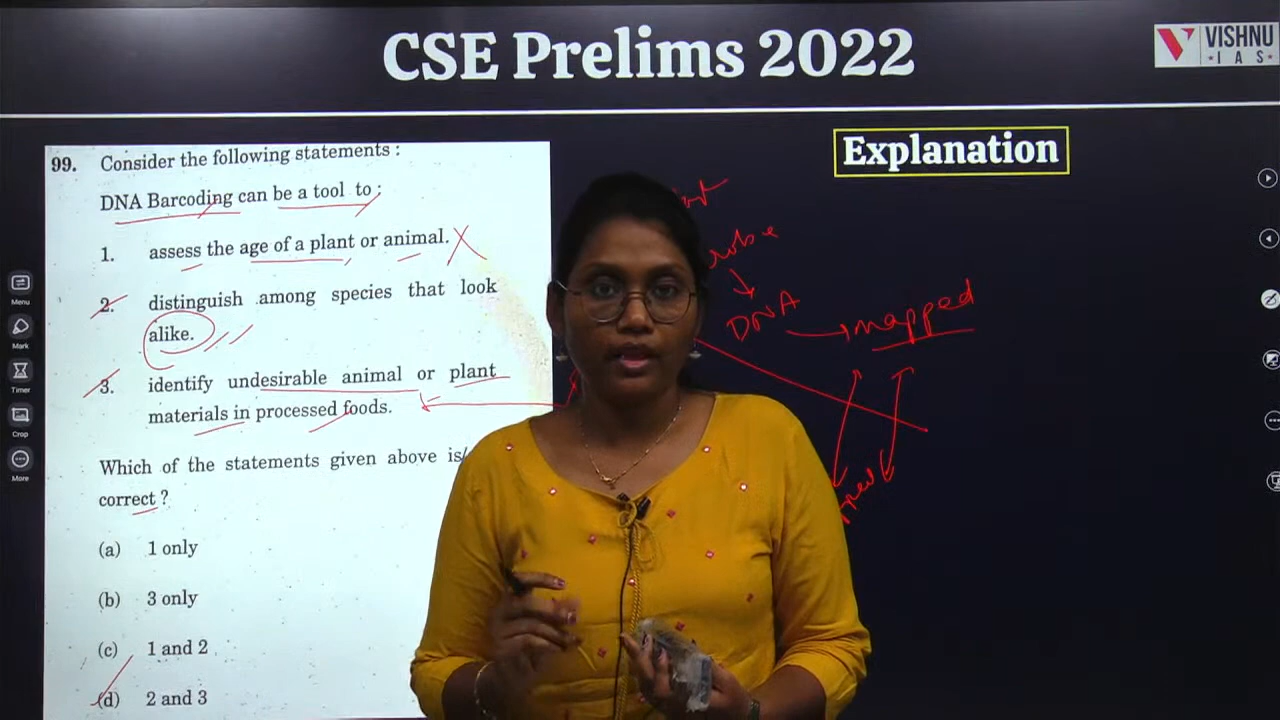 CSE Prelims 2022
VISHNU
IAS
Explanation
99. Consider the following statements :
DNA Barcoding can be a tool to :
1. assess the age of a plant or animal.
2. distinguish among species that look
alike.
3. identify undesirable animal or plant
materials in processed foods.
Which of the statements given above is/
correct ?
(a) 1 only
(b) 3 only
(c) 1 and 2
(d) 2 and 3
DNA
mapped
Menu
Mark
Timer
Crop
More